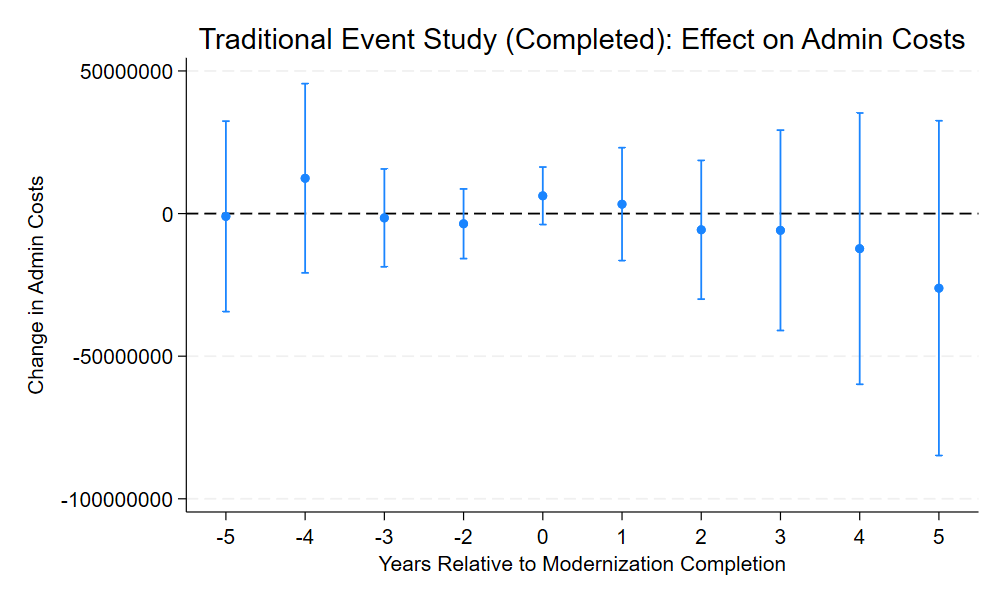 Traditional Event Study (Completed): Effect on Admin Costs
50000000
0
-50000000
-100000000
Change in Admin Costs
-5 -4 -3 -2 0 1 2 3 4 5
Years Relative to Modernization Completion